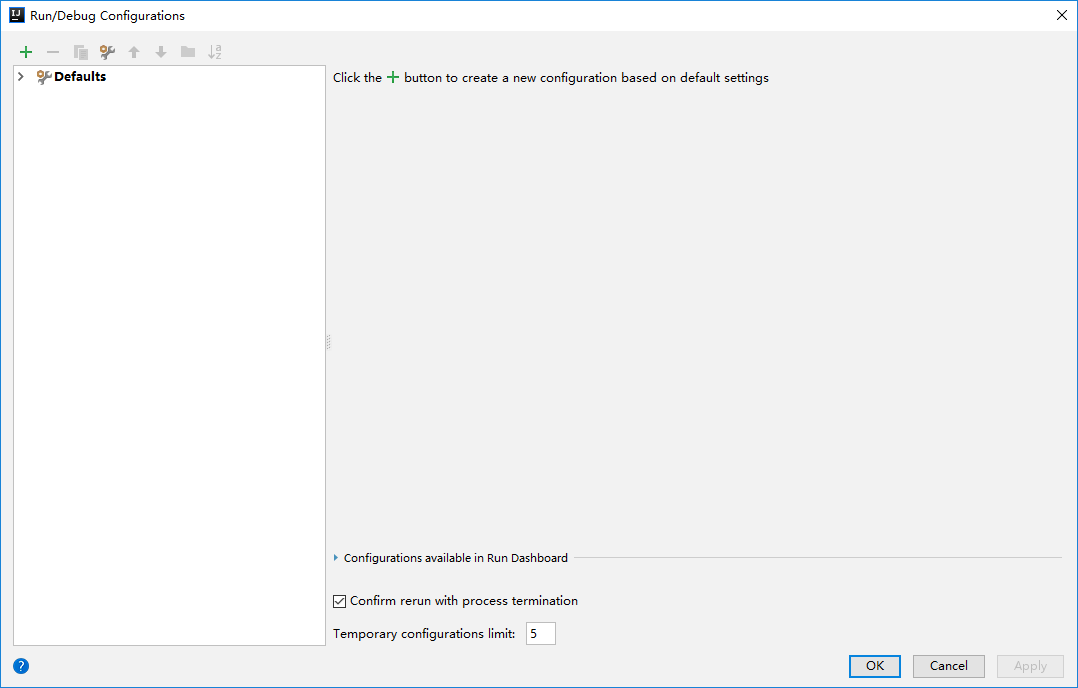 Run/Debug Configurations
Defaults
Click the + button to create a new configuration based on default settings
Configurations available in Run Dashboard
Confirm rerun with process termination
Temporary configurations limit: 5
? OK Cancel Apply